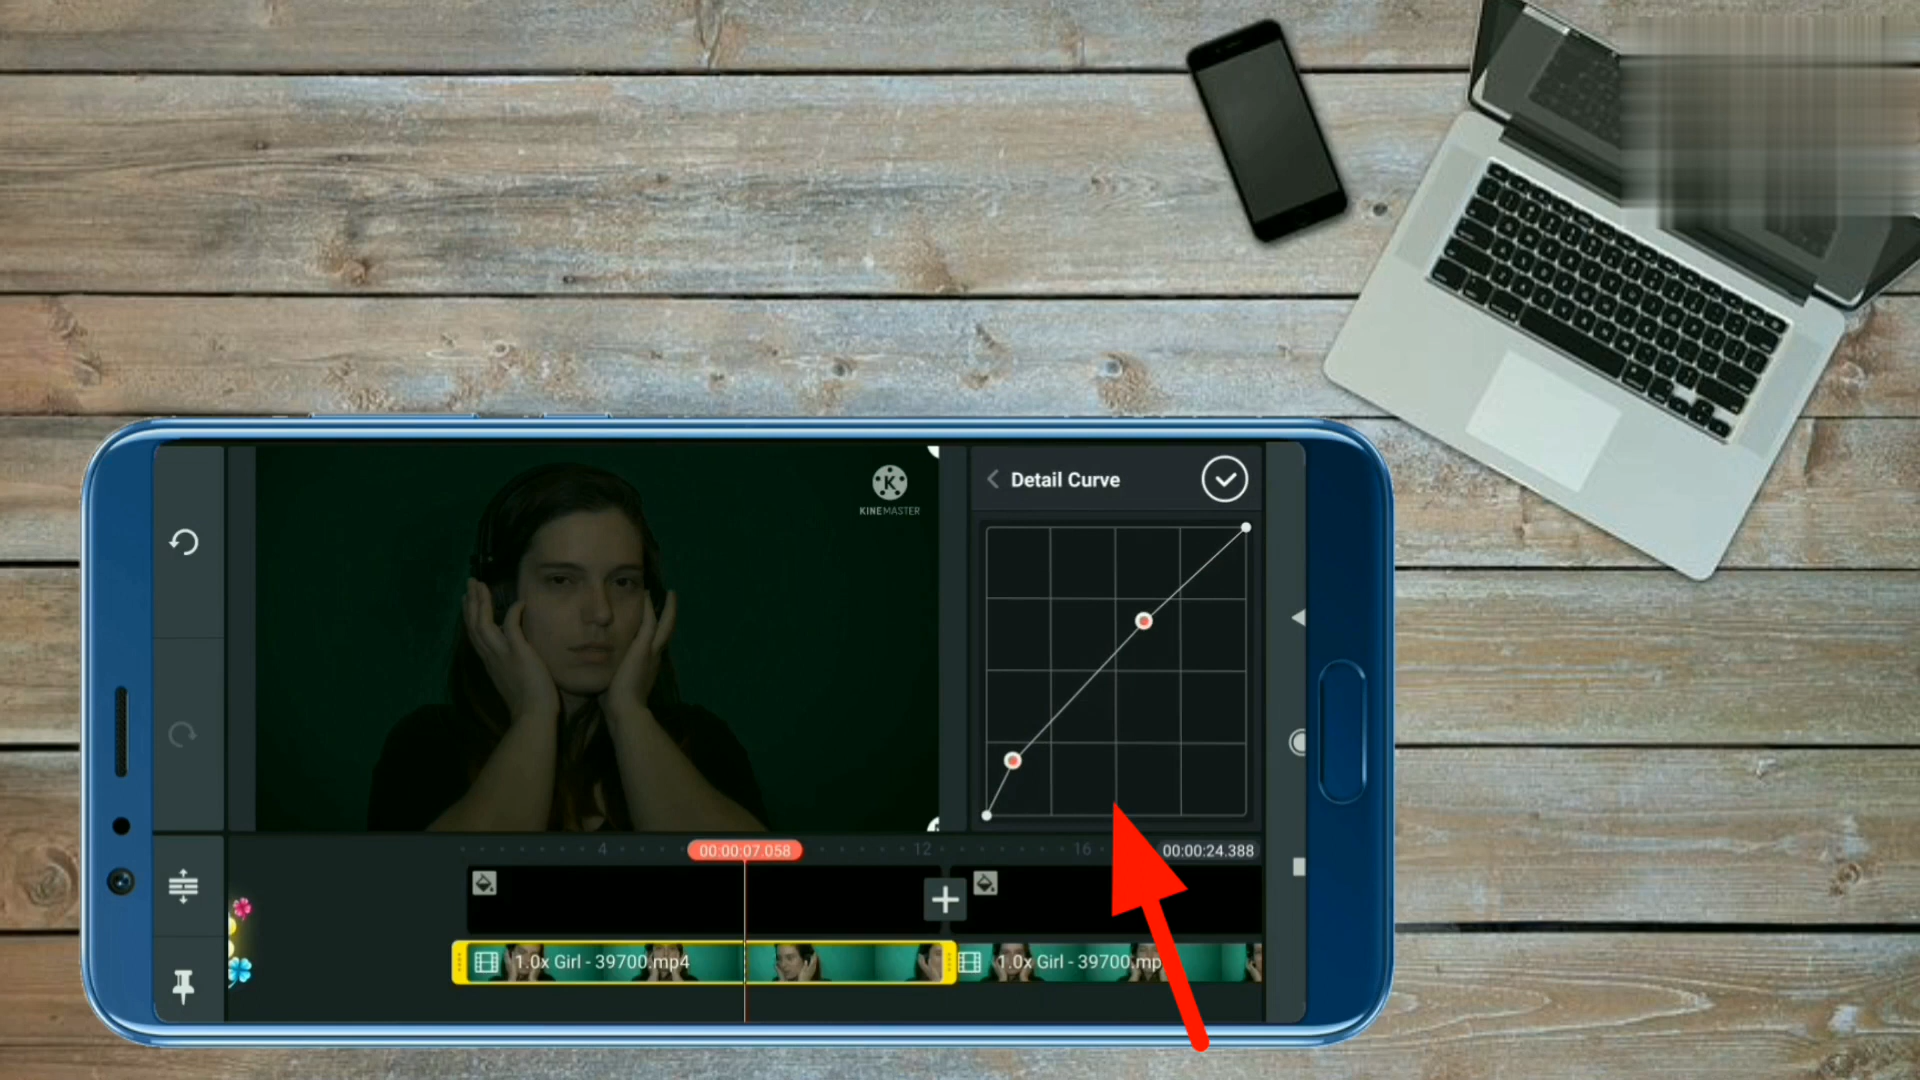 KINEMASTER
Detail Curve
4
00:00:07.058
12
16
00:00:24.388
1.0x Girl - 39700.mp4
1.0x Girl - 39700.mp